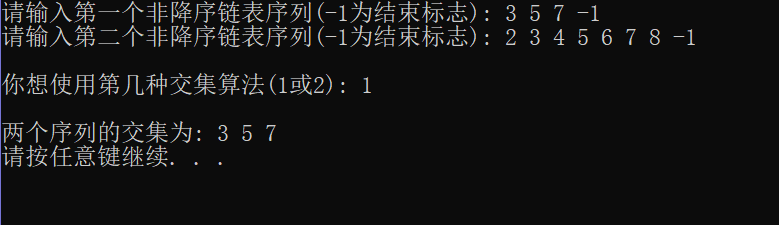 请输入第一个非降序链表序列(-1为结束标志): 3 5 7 -1
请输入第二个非降序链表序列(-1为结束标志): 2 3 4 5 6 7 8 -1
你想使用第几种交集算法(1或2): 1
两个序列的交集为: 3 5 7
请按任意键继续. . .